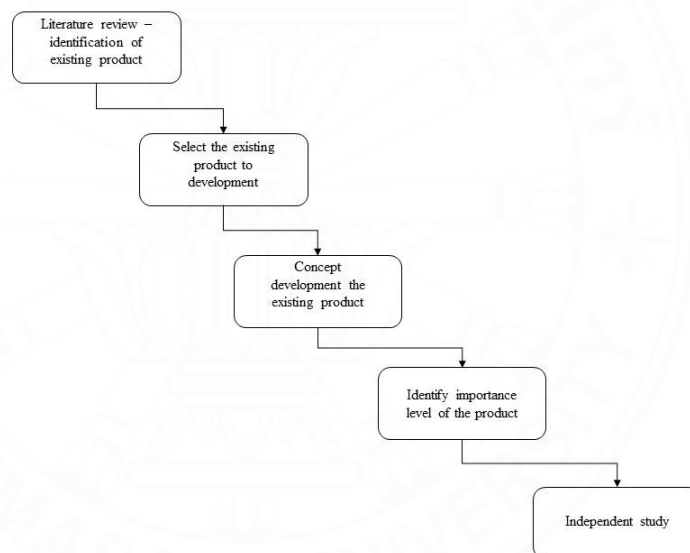 Literature review –
identification of
existing product
Select the existing
product to
development
Concept
development the
existing product
Identify importance
level of the product
Independent study